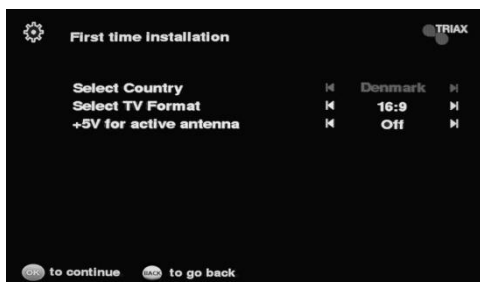 First time installation
TRIAX
Select Country Denmark
Select TV Format 16:9
+5V for active antenna Off
OK to continue BACK to go back